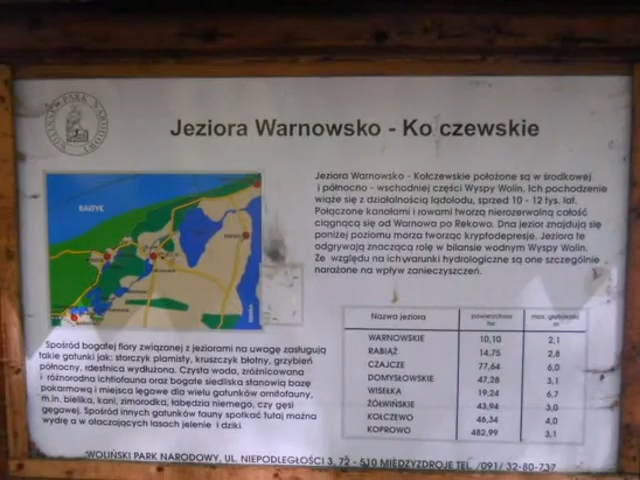 WOLIŃSKI PARK NARODOWY
Jeziora Warnowsko - Ko czewskie
BAŁTYK
Jeziora Warnowsko - Kołczewskie położone są w środkowej
i północno - wschodniej części Wyspy Wolin. Ich pochodzenie
wiąże się z działalnością lądolodu, sprzed 10 - 12 tys. lat.
Połączone kanałami i rowami tworzą nierozerwalną całość
ciągnącą się od Warnowa po Rękowo. Dna jezior znajdują się
poniżej poziomu morza tworząc kryptodepresje. Jeziora te
odgrywają znaczącą rolę w bilansie wodnym Wyspy Wolin.
Ze względu na ich warunki hydrologiczne są one szczególnie
narażone na wpływ zanieczyszczeń.
Spośród bogatej flory związanej z jeziorami na uwagę zasługują
takie gatunki jak: storczyk plamisty, kruszczyk błotny, grzybień
północny, rdestnica wydłużona. Czysta woda, zróżnicowana
i różnorodna ichtiofauna oraz bogate siedliska stanowią bazę
pokarmową i miejsca lęgowe dla wielu gatunków ornitofauny,
m.in. bielika, kani, zimorodka, łabędzia niemego, czy gęsi
gęgawej. Spośród innych gatunków fauny spotkać tutaj można
wydrę a w otaczających lasach jelenie i dziki.
Nazwa jeziora powierzchnia ha max. głębokość m
WARNOWSKIE 10,10 2,1
RABIĄŻ 14,75 2,8
CZAJCZE 77,64 6,0
DOMYSŁOWSKIE 47,28 3,1
WISEŁKA 19,24 6,7
ŻÓŁWIŃSKIE 43,94 3,0
KOŁCZEWO 46,34 4,0
KOPROWO 482,99 3,1
WOLIŃSKI PARK NARODOWY, UL. NIEPODLEGŁOŚCI 3, 72 - 510 MIĘDZYZDROJE TEL. /091/ 32-80-737